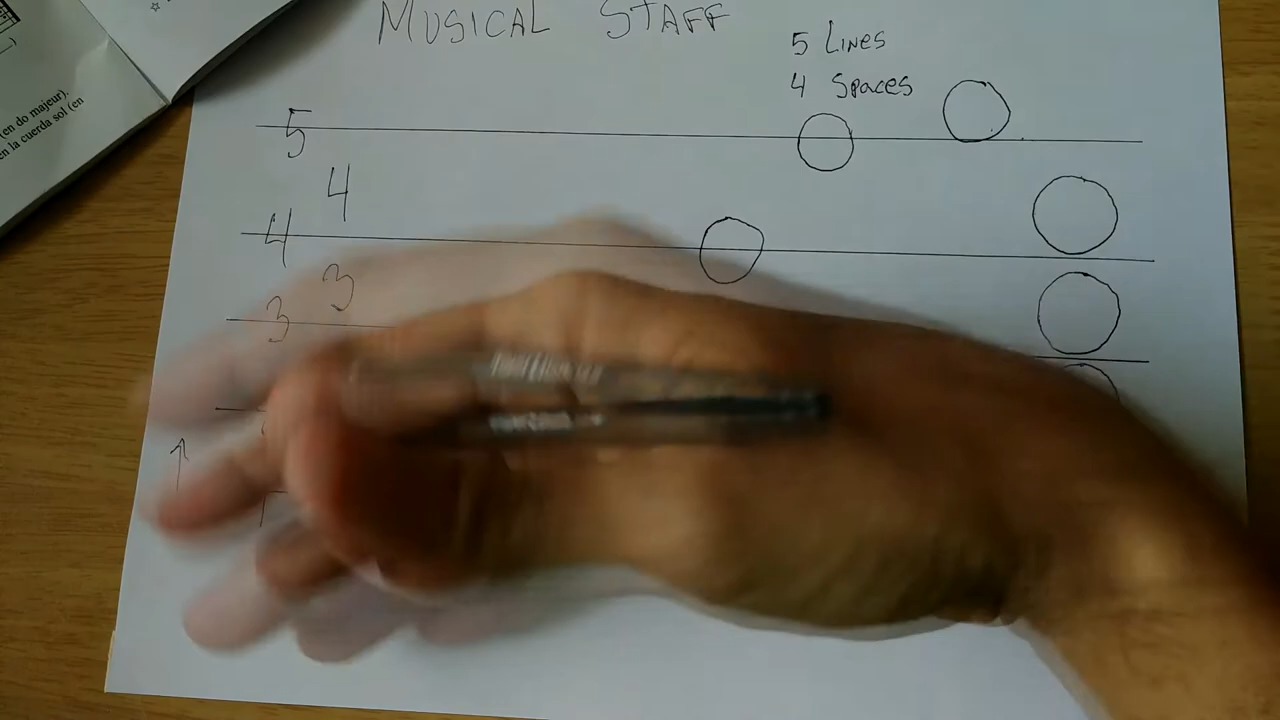 (en do majeur).
en la cuerda sol (en
MUSICAL STAFF
5 LINES
4 SPACES
5
4
4
3
3